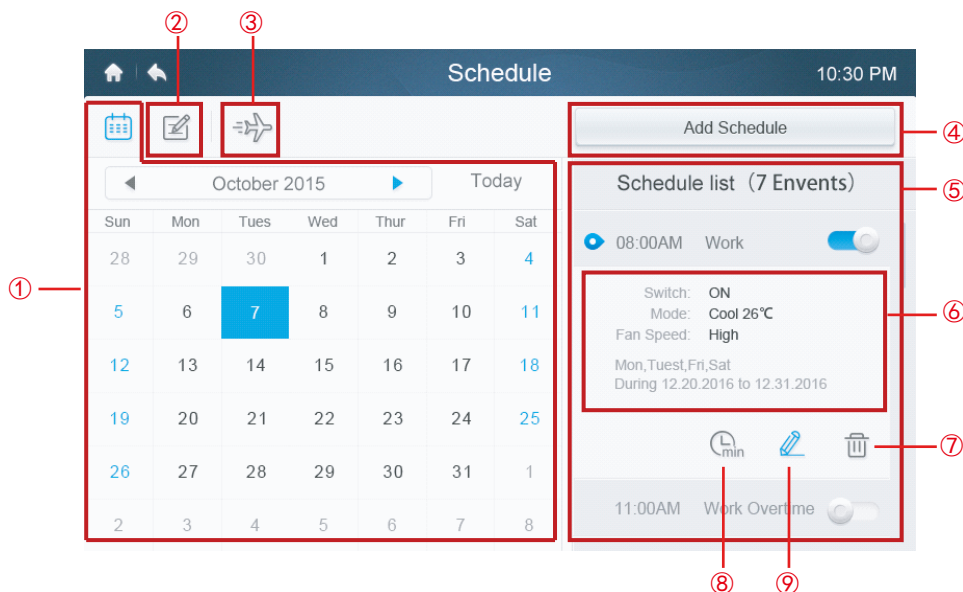 ② ③
Schedule 10:30 PM
Add Schedule ④
October 2015 Today
Sun Mon Tues Wed Thur Fri Sat
28 29 30 1 2 3 4
5 6 7 8 9 10 11
12 13 14 15 16 17 18
19 20 21 22 23 24 25
26 27 28 29 30 31 1
2 3 4 5 6 7 8
①
Schedule list（7 Envents） ⑤
08:00AM Work
Switch: ON
Mode: Cool 26℃
Fan Speed: High
Mon,Tuest,Fri,Sat
During 12.20.2016 to 12.31.2016
⑥
min ⑦
11:00AM Work Overtime
⑧ ⑨